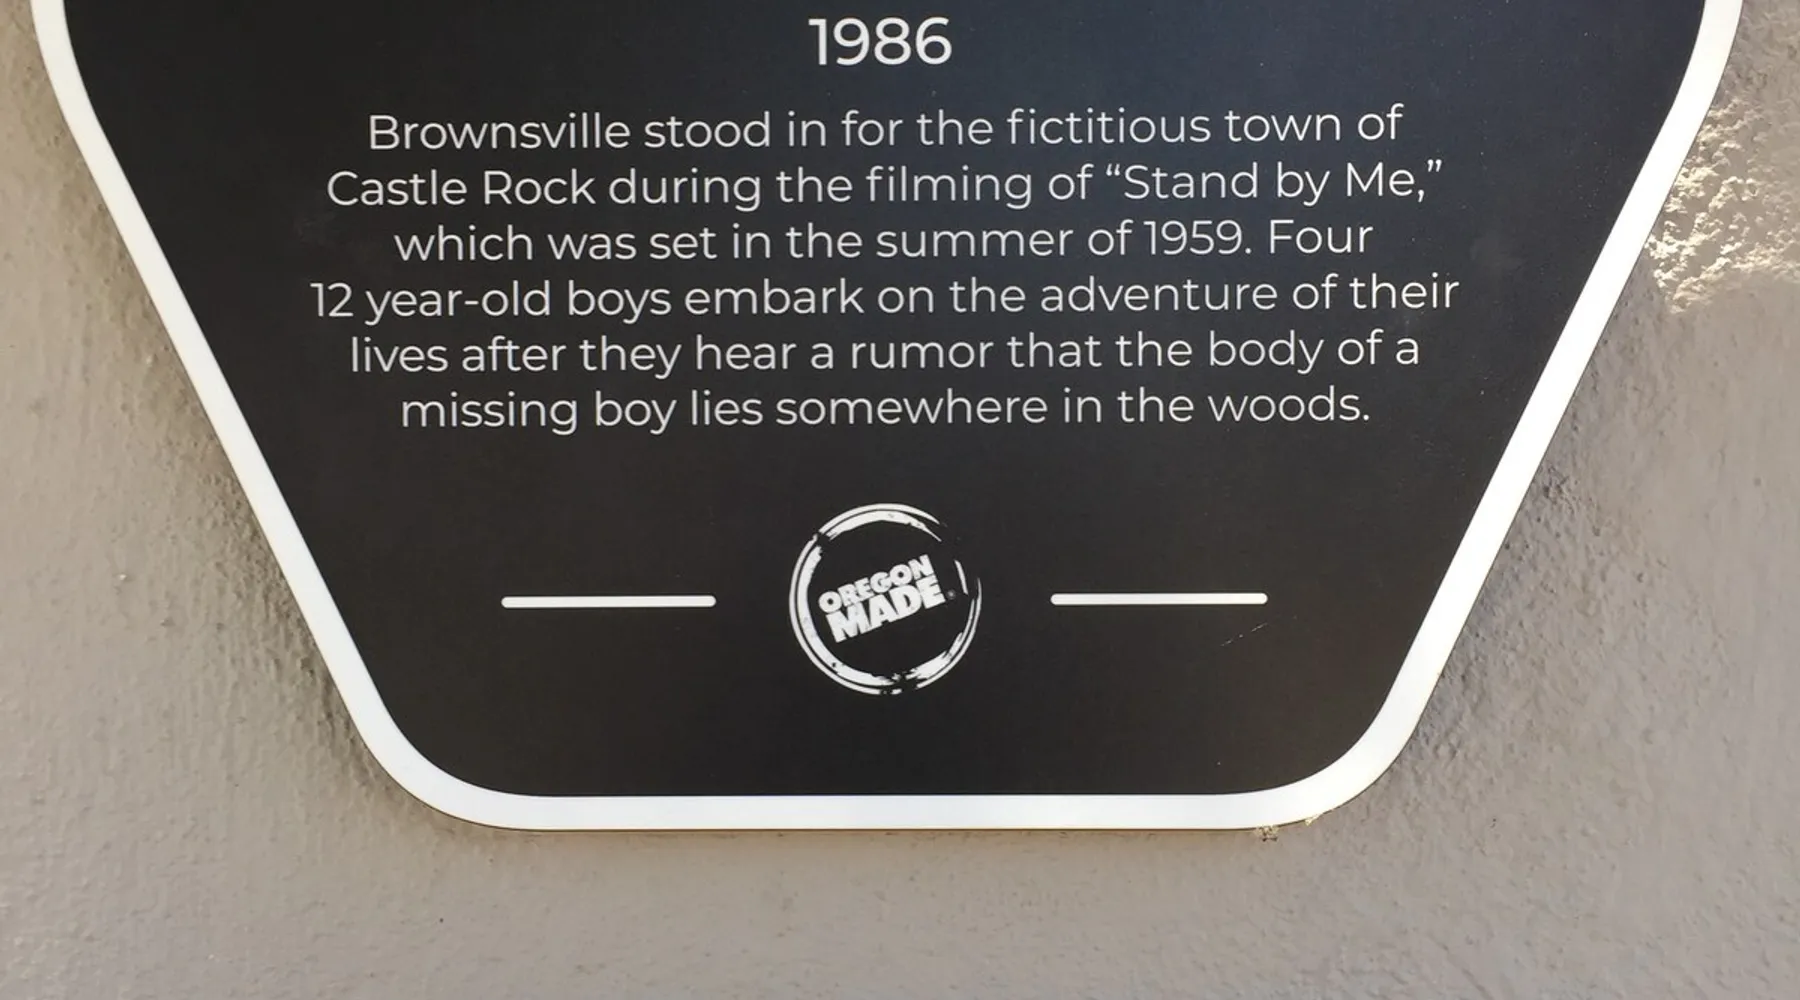 1986
Brownsville stood in for the fictitious town of
Castle Rock during the filming of “Stand by Me,”
which was set in the summer of 1959. Four
12 year-old boys embark on the adventure of their
lives after they hear a rumor that the body of a
missing boy lies somewhere in the woods.
OREGON
MADE®